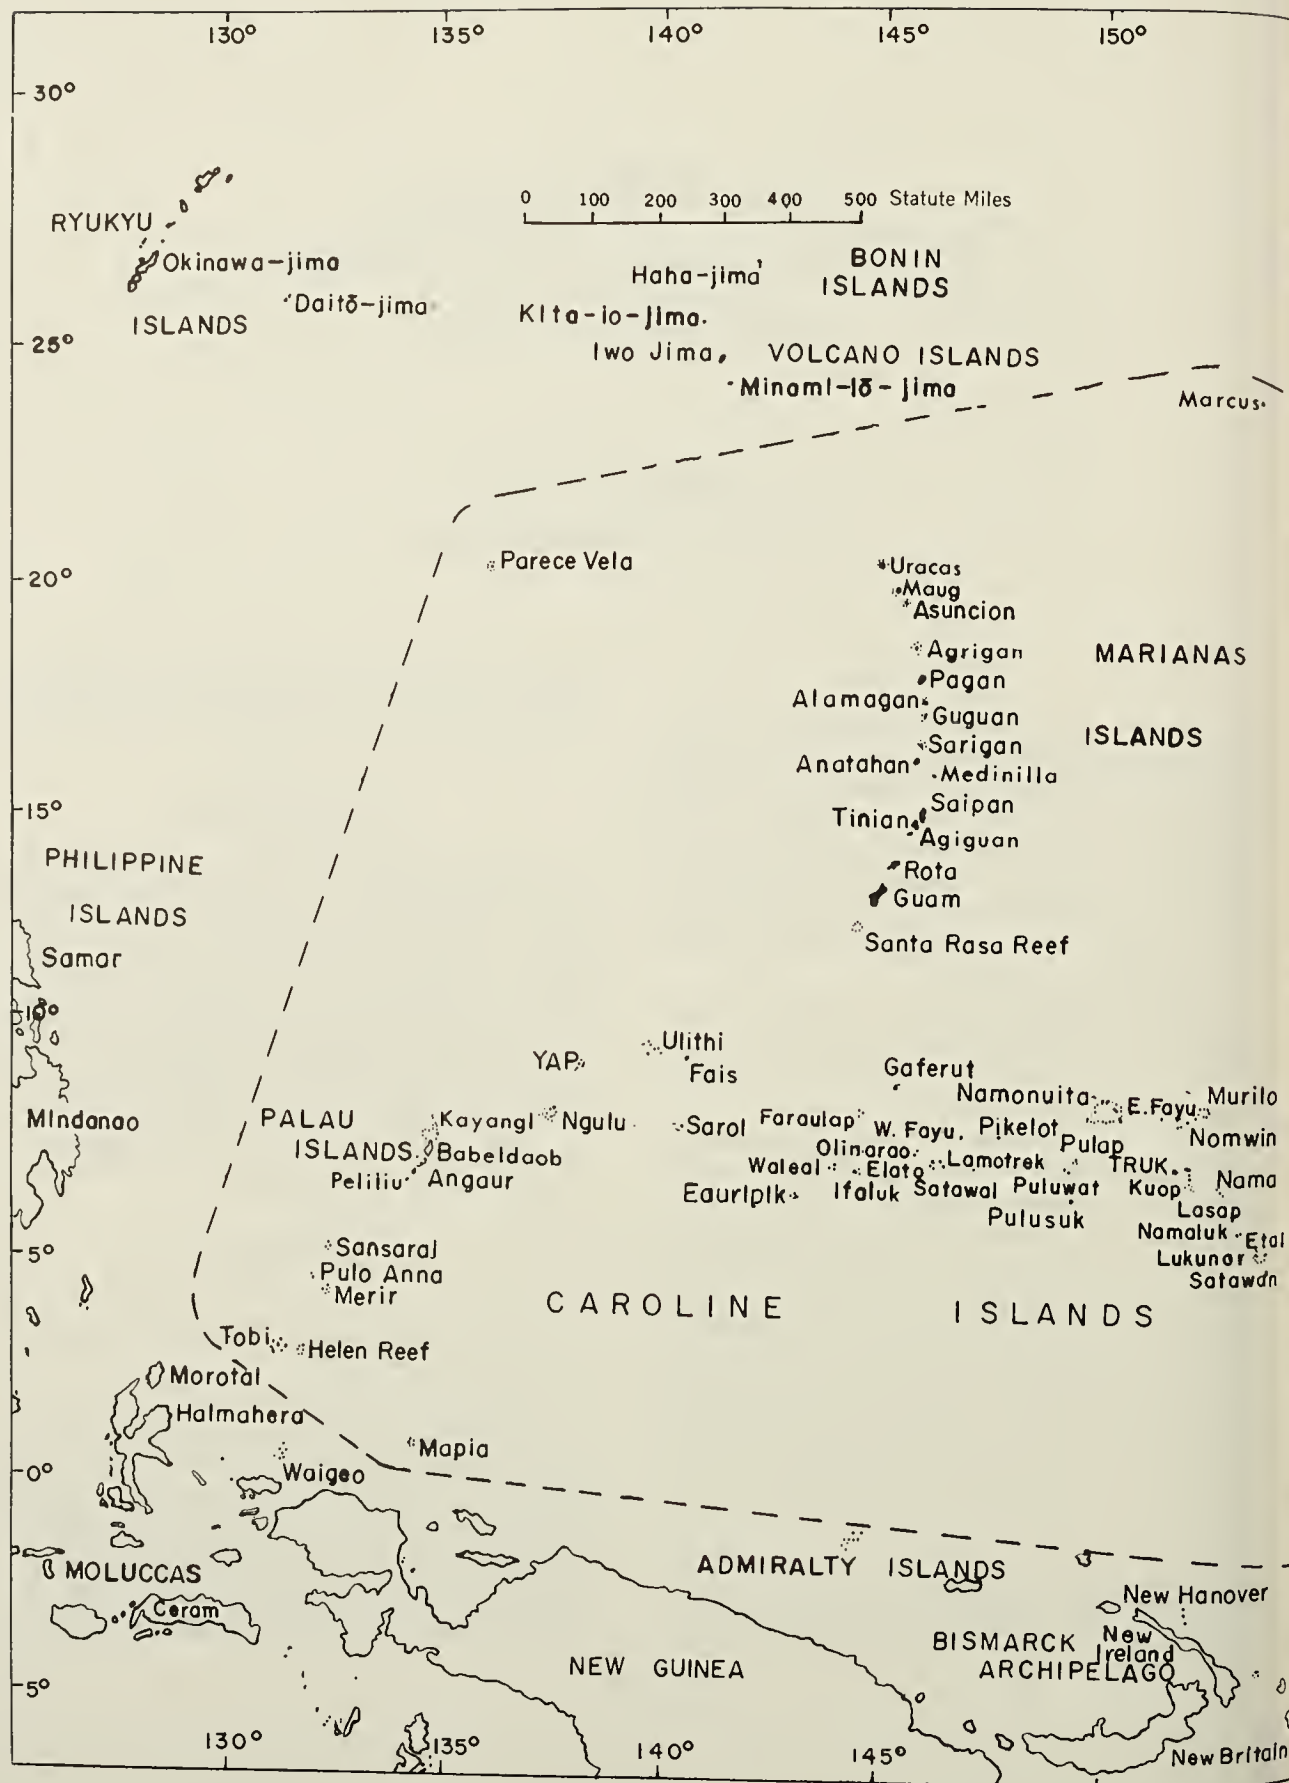 130° 135° 140° 145° 150°
30°
0 100 200 300 400 500 Statute Miles
RYUKYU
Okinawa-jima
ISLANDS
Daitō-jima
Haha-jima
BONIN
ISLANDS
Kita-io-jima
25°
Iwo Jima
VOLCANO ISLANDS
Minami-iō-jima
Marcus
Parece Vela
20°
Uracas
Maug
Asuncion
Agrigan
MARIANAS
Pagan
Alamagan
Guguan
ISLANDS
Sarigan
Anatahan
Medinilla
15°
Saipan
Tinian
Agiguan
PHILIPPINE
ISLANDS
Rota
Guam
Samar
Santa Rasa Reef
10°
Ulithi
YAP
Fais
Gaferut
Namonuita
Murilo
E. Fayu
Mindanao
PALAU
ISLANDS
Kayangl
Ngulu
Sarol
Faraulap
W. Fayu
Pikelot
Pulap
Nomwin
Babeldaob
Olinarao
Lamotrek
TRUK
Peliliu
Angaur
Waleal
Elato
Nama
Eauripik
Ifaluk
Satawal
Puluwat
Kuop
Pulusuk
Lasap
Namaluk
Etal
5°
Sansaral
Lukunor
Pulo Anna
Satawan
Merir
CAROLINE ISLANDS
Tobi
Helen Reef
Morotai
Halmahera
Mapia
0°
Waigeo
MOLUCCAS
ADMIRALTY ISLANDS
Ceram
New Hanover
BISMARCK
ARCHIPELAGO
New
Ireland
NEW GUINEA
5°
130° 135° 140° 145°
New Britain